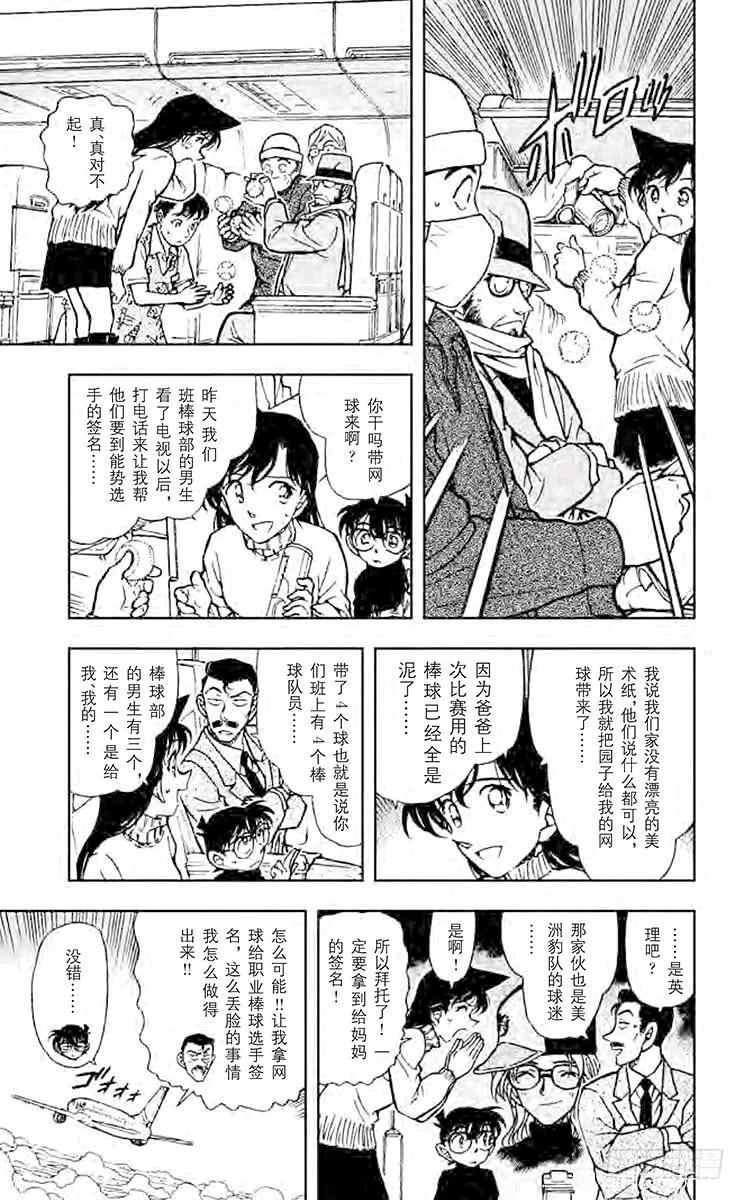 ボロロ
真、真对不
起！
你干吗带网
球来啊？
昨天我们
班棒球部的男生
看了电视以后，
打电话来让我帮
他们要到能势选
手的签名……
我说我们家没有漂亮的美
术纸，他们说什么都可以，
所以我就把园子给我的网
球带来了……
因为爸爸上
次比赛用的
棒球已经全是
泥了……
带了4个球也就是说你
们班上有4个棒
球队员……
棒球部
的男生有三个，
还有一个是给
我、我的……
……是英
理吧？
那家伙也是美
洲豹队的球迷
是啊！
所以拜托了！一
定要拿到给妈妈
的签名！
怎么可能!!让我拿网
球给职业棒球选手签
名，这么丢脸的事情
我怎么做得
出来!!
没错……
ゴオオオ